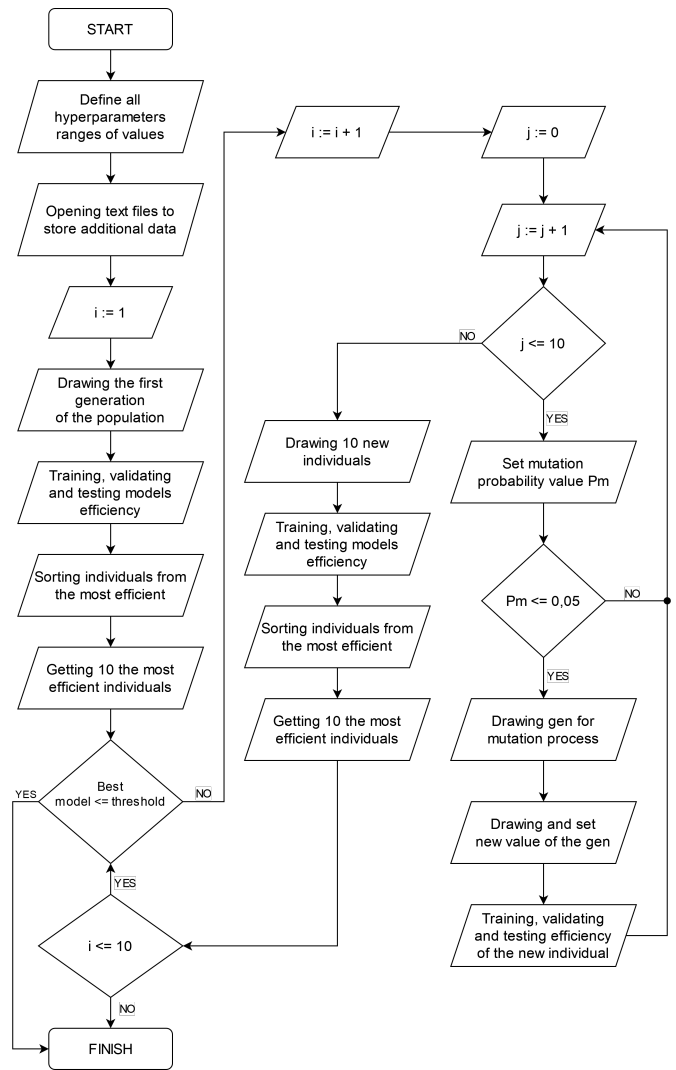 START
Define all
hyperparameters
ranges of values
Opening text files to
store additional data
i := 1
Drawing the first
generation
of the population
Training, validating
and testing models
efficiency
Sorting individuals from
the most efficient
Getting 10 the most
efficient individuals
Best
model <= threshold
YES
NO
i <= 10
YES
NO
FINISH
i := i + 1
j := 0
j := j + 1
j <= 10
NO
YES
Drawing 10 new
individuals
Training, validating
and testing models
efficiency
Sorting individuals from
the most efficient
Getting 10 the most
efficient individuals
Set mutation
probability value Pm
Pm <= 0,05
NO
YES
Drawing gen for
mutation process
Drawing and set
new value of the gen
Training, validating
and testing efficiency
of the new individual